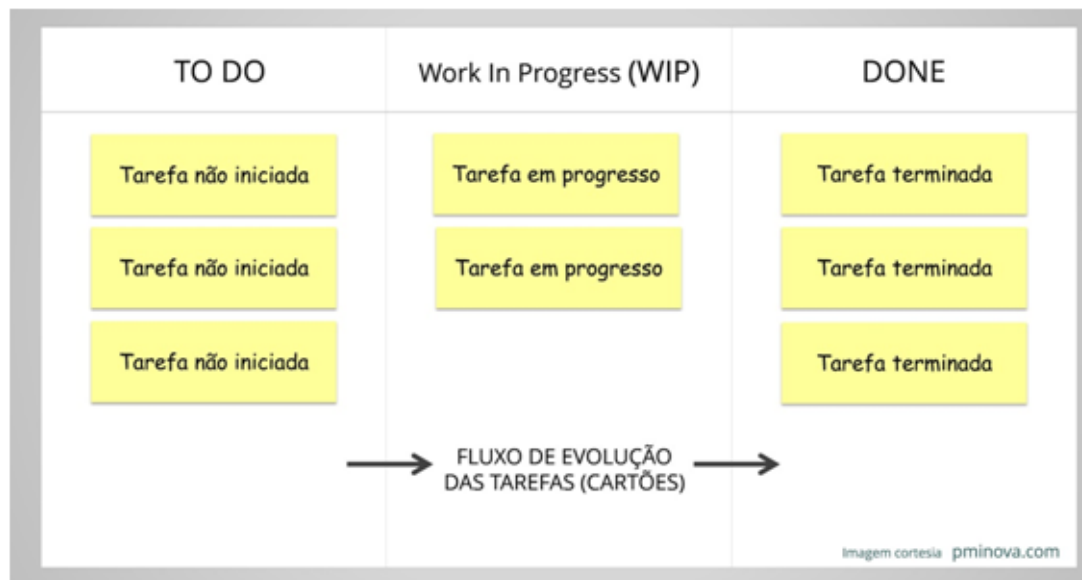 TO DO
Work In Progress (WIP)
DONE
Tarefa não iniciada
Tarefa em progresso
Tarefa terminada
Tarefa não iniciada
Tarefa em progresso
Tarefa terminada
Tarefa não iniciada
Tarefa terminada
FLUXO DE EVOLUÇÃO
DAS TAREFAS (CARTÕES)
Imagem cortesia pminova.com